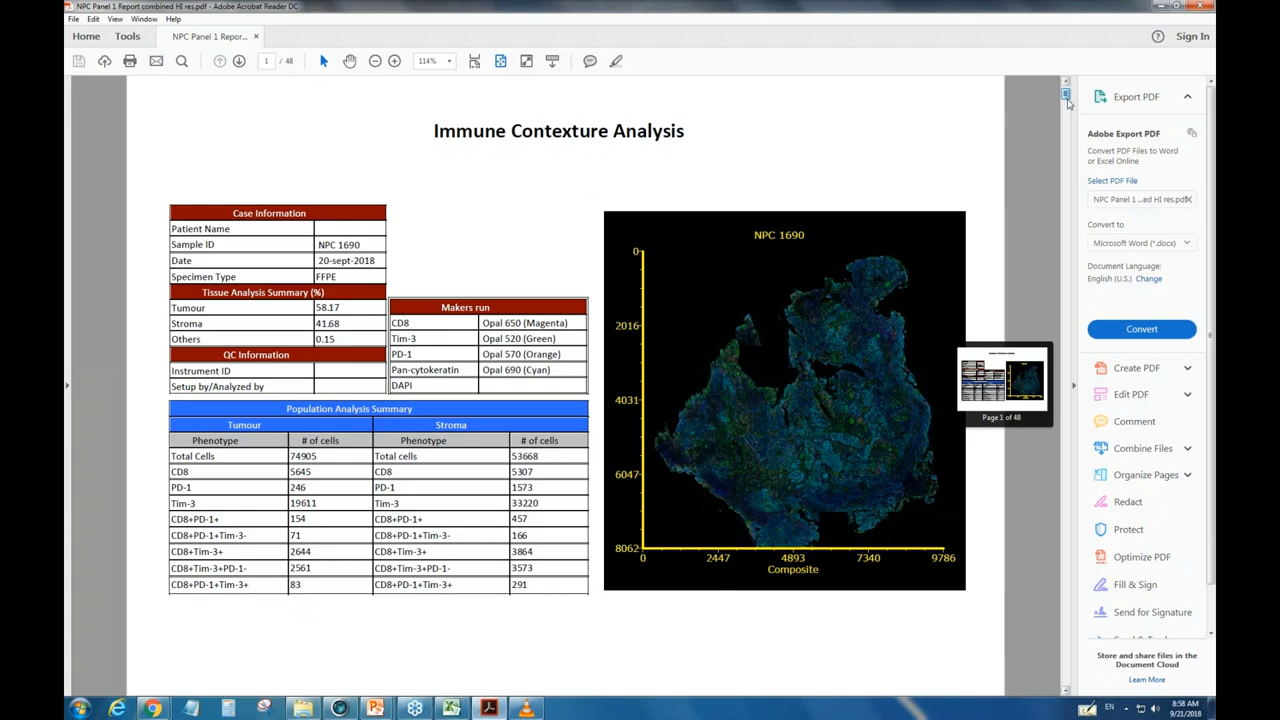 NPC Panel 1 Report combined HI res.pdf - Adobe Acrobat Reader DC
File Edit View Window Help
Home Tools NPC Panel 1 Repor... × Sign In
1 / 48 114%
Immune Contexture Analysis
Case Information
Patient Name
Sample ID NPC 1690
Date 20-sept-2018
Specimen Type FFPE
Tissue Analysis Summary (%)
Tumour 58.17
Stroma 41.68
Others 0.15
QC Information
Instrument ID
Setup by/Analyzed by
Makers run
CD8 Opal 650 (Magenta)
Tim-3 Opal 520 (Green)
PD-1 Opal 570 (Orange)
Pan-cytokeratin Opal 690 (Cyan)
DAPI
Population Analysis Summary
Tumour Stroma
Phenotype # of cells Phenotype # of cells
Total Cells 74905 Total cells 53668
CD8 5645 CD8 5307
PD-1 246 PD-1 1573
Tim-3 19611 Tim-3 33220
CD8+PD-1+ 154 CD8+PD-1+ 457
CD8+PD-1+Tim-3- 71 CD8+PD-1+Tim-3- 166
CD8+Tim-3+ 2644 CD8+Tim-3+ 3864
CD8+Tim-3+PD-1- 2561 CD8+Tim-3+PD-1- 3573
CD8+PD-1+Tim-3+ 83 CD8+PD-1+Tim-3+ 291
NPC 1690
0
2016
4031
6047
8062
0 2447 4893 7340 9786
Composite
Page 1 of 48
Export PDF
Adobe Export PDF
Convert PDF Files to Word
or Excel Online
Select PDF File
NPC Panel 1 ...ed HI res.pdf
Convert to
Microsoft Word (*.docx)
Document Language:
English (U.S.) Change
Convert
Create PDF
Edit PDF
Comment
Combine Files
Organize Pages
Redact
Protect
Optimize PDF
Fill & Sign
Send for Signature
Store and share files in the
Document Cloud
Learn More
EN 8:58 AM
9/21/2018